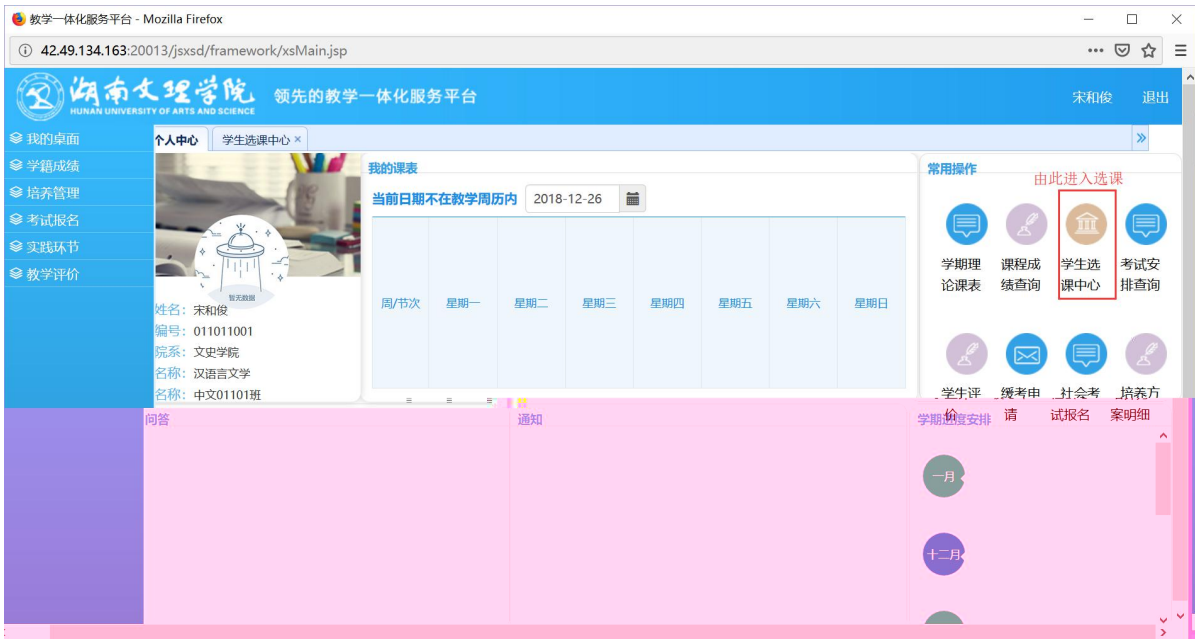 教学一体化服务平台 - Mozilla Firefox
42.49.134.163:20013/jsxsd/framework/xsMain.jsp
湖南文理学院
HUNAN UNIVERSITY OF ARTS AND SCIENCE
领先的教学一体化服务平台
宋和俊 退出
我的桌面
学籍成绩
培养管理
考试报名
实践环节
教学评价
个人中心 学生选课中心 ×
暂无数据
姓名：宋和俊
编号：011011001
院系：文史学院
名称：汉语言文学
名称：中文01101班
我的课表
当前日期不在教学周历内 2018-12-26
周/节次 星期一 星期二 星期三 星期四 星期五 星期六 星期日
常用操作
由此进入选课
学期理论课表
课程成绩查询
学生选课中心
考试安排查询
学生评价
缓考申请
社会考试报名
培养方案明细
问答
通知
学期进度安排
一月
十二月